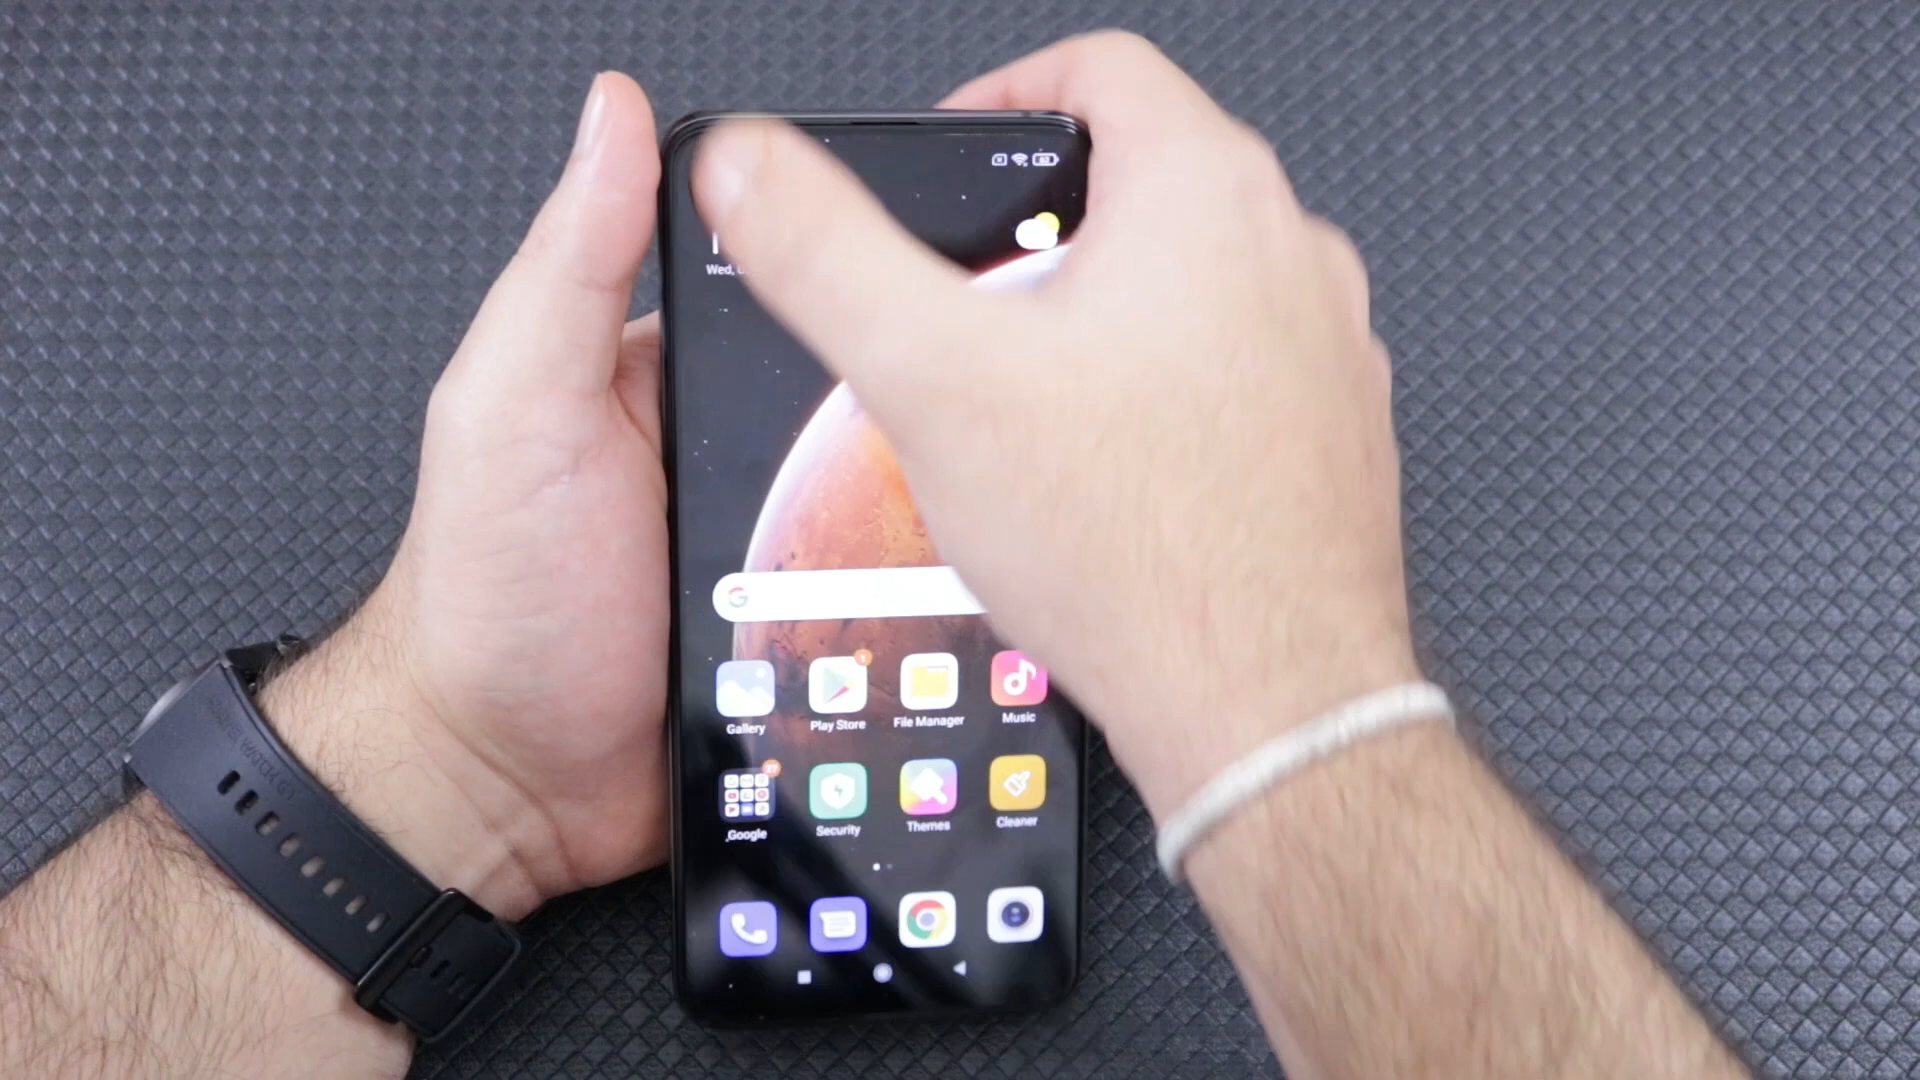 Wed,
Gallery
Play Store
File Manager
Music
Google
Security
Themes
Cleaner